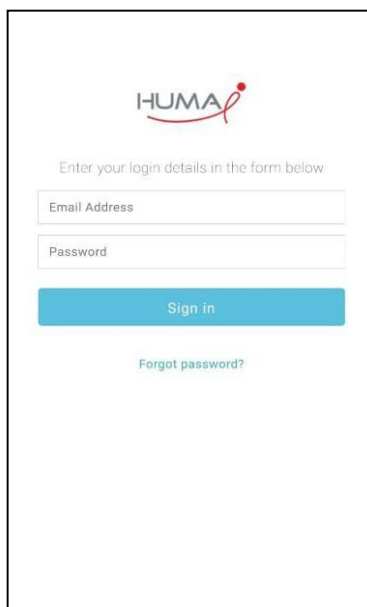 HUMA
Enter your login details in the form below
Email Address
Password
Sign in
Forgot password?